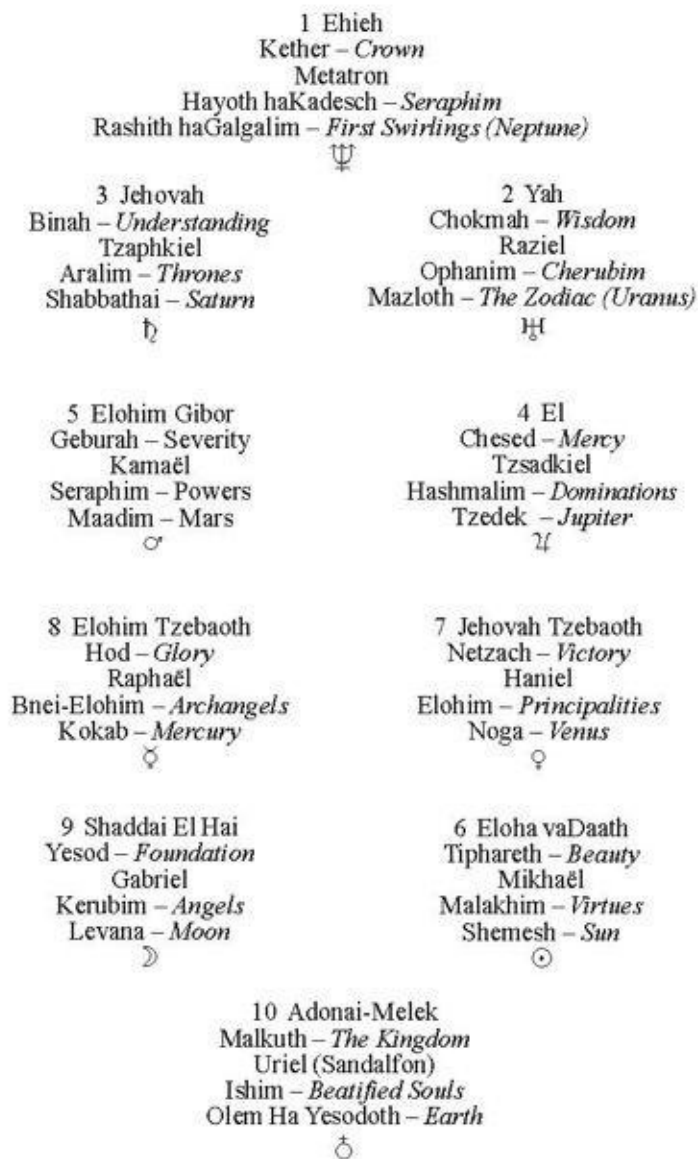 1 Ehieh
Kether – Crown
Metatron
Hayoth haKadesch – Seraphim
Rashith haGalgalim – First Swirlings (Neptune)
♆
3 Jehovah
Binah – Understanding
Tzaphkiel
Aralim – Thrones
Shabbathai – Saturn
♄
2 Yah
Chokmah – Wisdom
Raziel
Ophanim – Cherubim
Mazloth – The Zodiac (Uranus)
♅
5 Elohim Gibor
Geburah – Severity
Kamaël
Seraphim – Powers
Maadim – Mars
♂
4 El
Chesed – Mercy
Tzsadkiel
Hashmalim – Dominations
Tzedek – Jupiter
♃
8 Elohim Tzebaoth
Hod – Glory
Raphaël
Bnei-Elohim – Archangels
Kokab – Mercury
☿
7 Jehovah Tzebaoth
Netzach – Victory
Haniel
Elohim – Principalities
Noga – Venus
♀
9 Shaddai El Hai
Yesod – Foundation
Gabriel
Kerubim – Angels
Levana – Moon
☽
6 Eloha vaDaath
Tiphareth – Beauty
Mikhaël
Malakhim – Virtues
Shemesh – Sun
☉
10 Adonai-Melek
Malkuth – The Kingdom
Uriel (Sandalfon)
Ishim – Beatified Souls
Olem Ha Yesodoth – Earth
♁